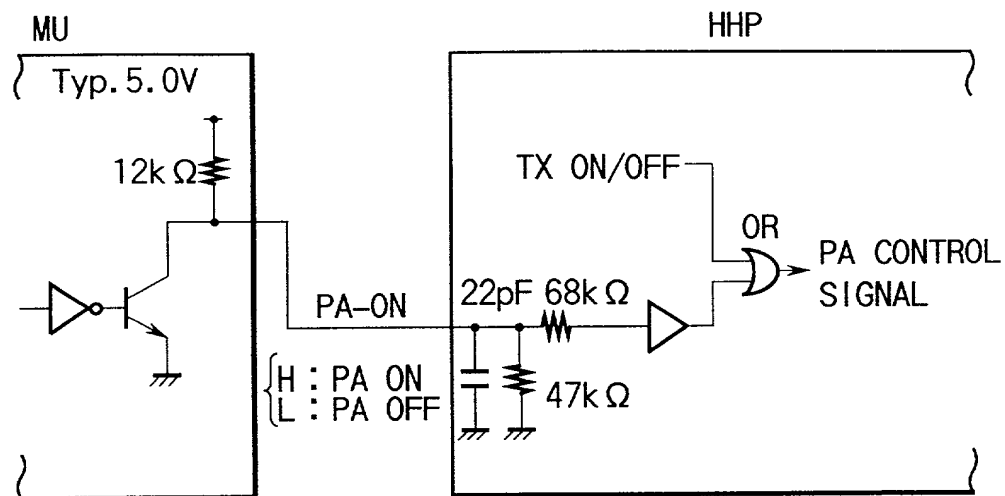 MU
HHP
Typ.5.0V
12kΩ
TX ON/OFF
OR
PA CONTROL
SIGNAL
PA-ON
22pF 68kΩ
H : PA ON
L : PA OFF
47kΩ